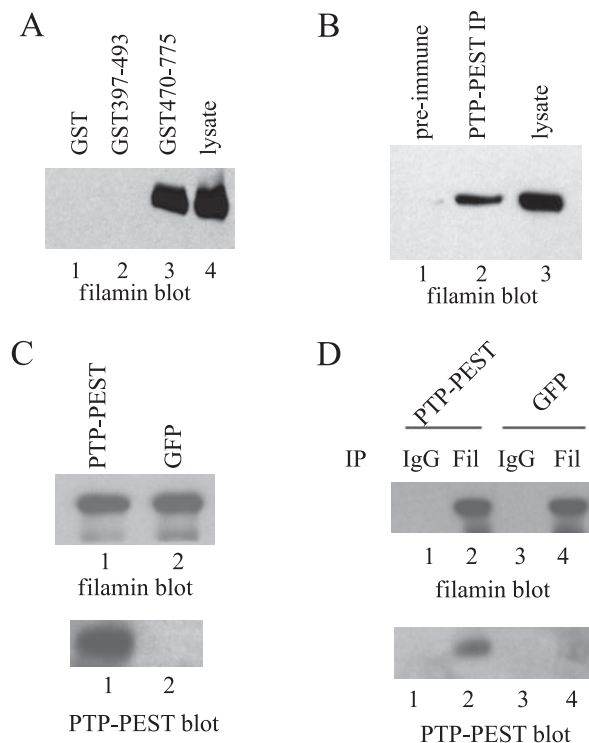 A
GST
GST397-493
GST470-775
lysate
1 2 3 4
filamin blot
B
pre-immune
PTP-PEST IP
lysate
1 2 3
filamin blot
C
PTP-PEST
GFP
1 2
filamin blot
1 2
PTP-PEST blot
D
PTP-PEST
GFP
IP IgG Fil IgG Fil
1 2 3 4
filamin blot
1 2 3 4
PTP-PEST blot